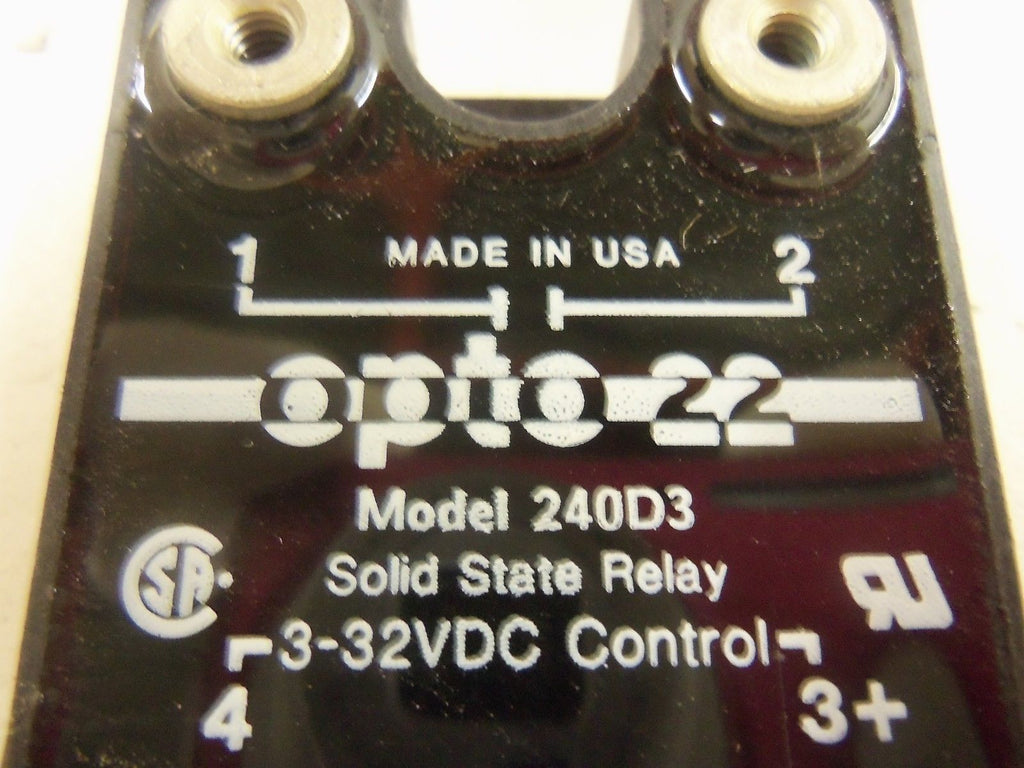 1 MADE IN USA 2
opto 22
Model 240D3
Solid State Relay
3-32VDC Control
4 3+